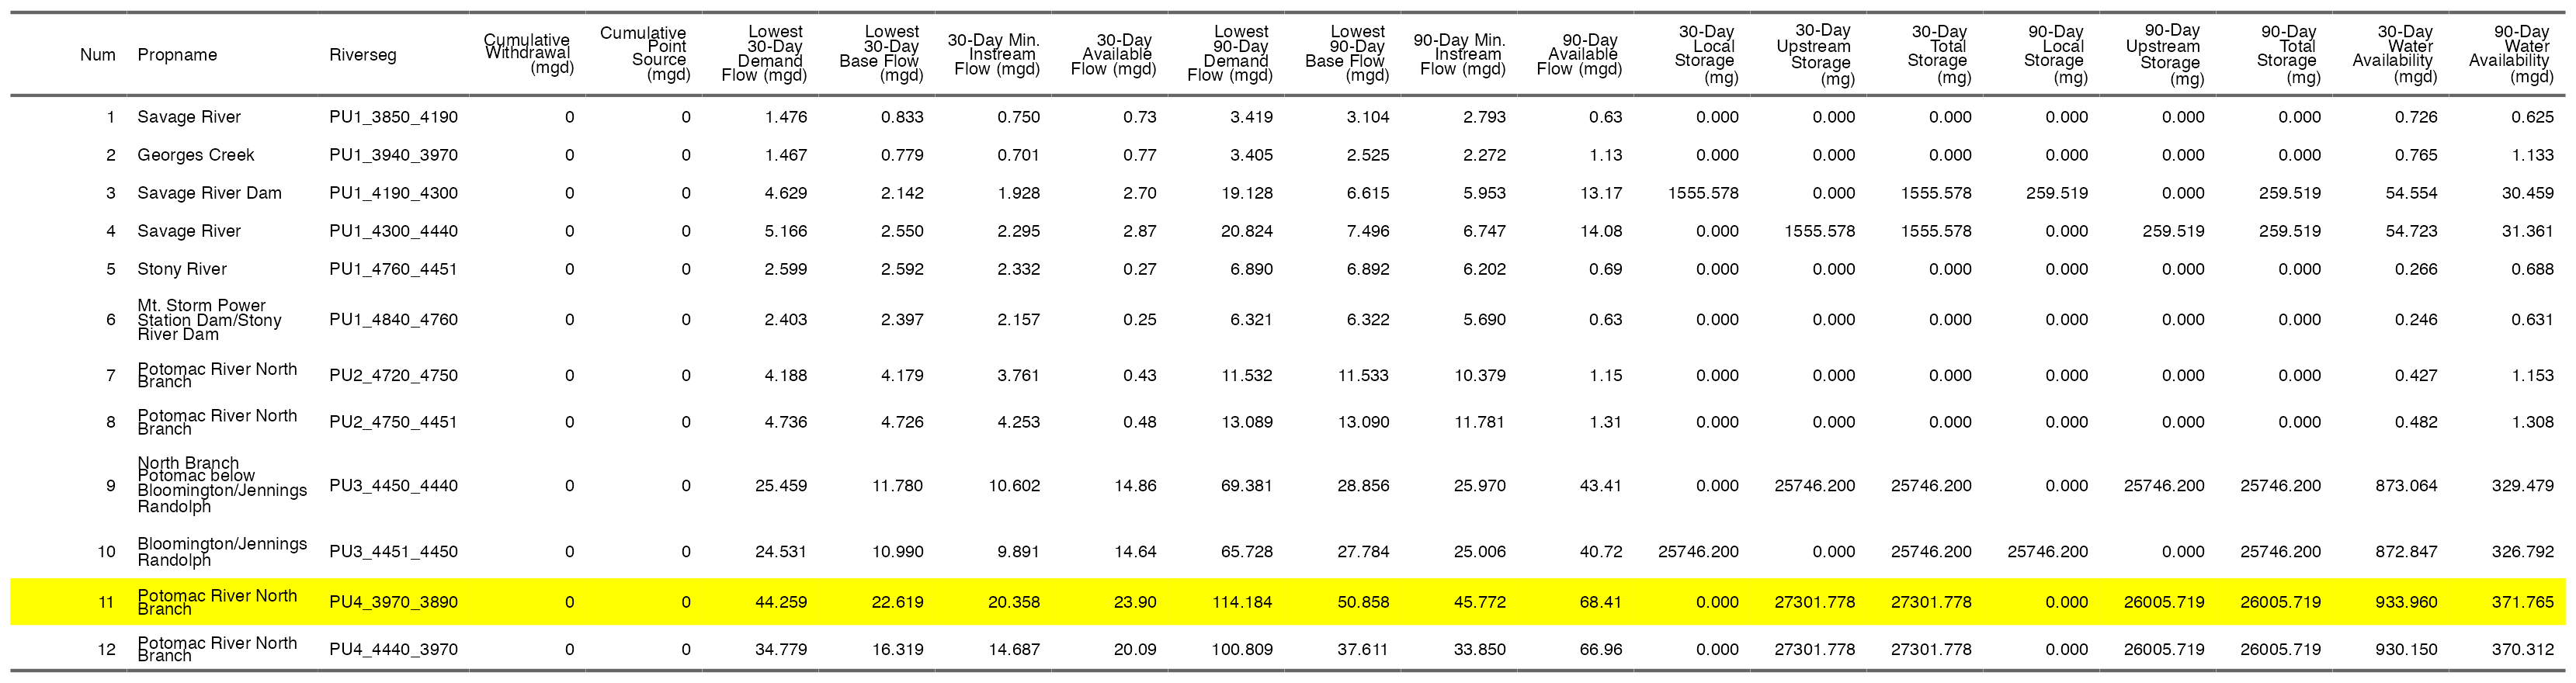 Num Propname Riverseg Cumulative Withdrawal (mgd) Cumulative Point Source (mgd) Lowest 30-Day Demand Flow (mgd) Lowest 30-Day Base Flow (mgd) 30-Day Min. Instream Flow (mgd) 30-Day Available Flow (mgd) Lowest 90-Day Demand Flow (mgd) Lowest 90-Day Base Flow (mgd) 90-Day Min. Instream Flow (mgd) 90-Day Available Flow (mgd) 30-Day Local Storage (mg) 30-Day Upstream Storage (mg) 30-Day Total Storage (mg) 90-Day Local Storage (mg) 90-Day Upstream Storage (mg) 90-Day Total Storage (mg) 30-Day Water Availability (mgd) 90-Day Water Availability (mgd)
1 Savage River PU1_3850_4190 0 0 1.476 0.833 0.750 0.73 3.419 3.104 2.793 0.63 0.000 0.000 0.000 0.000 0.000 0.000 0.726 0.625
2 Georges Creek PU1_3940_3970 0 0 1.467 0.779 0.701 0.77 3.405 2.525 2.272 1.13 0.000 0.000 0.000 0.000 0.000 0.000 0.765 1.133
3 Savage River Dam PU1_4190_4300 0 0 4.629 2.142 1.928 2.70 19.128 6.615 5.953 13.17 1555.578 0.000 1555.578 259.519 0.000 259.519 54.554 30.459
4 Savage River PU1_4300_4440 0 0 5.166 2.550 2.295 2.87 20.824 7.496 6.747 14.08 0.000 1555.578 1555.578 0.000 259.519 259.519 54.723 31.361
5 Stony River PU1_4760_4451 0 0 2.599 2.592 2.332 0.27 6.890 6.892 6.202 0.69 0.000 0.000 0.000 0.000 0.000 0.000 0.266 0.688
6 Mt. Storm Power Station Dam/Stony River Dam PU1_4840_4760 0 0 2.403 2.397 2.157 0.25 6.321 6.322 5.690 0.63 0.000 0.000 0.000 0.000 0.000 0.000 0.246 0.631
7 Potomac River North Branch PU2_4720_4750 0 0 4.188 4.179 3.761 0.43 11.532 11.533 10.379 1.15 0.000 0.000 0.000 0.000 0.000 0.000 0.427 1.153
8 Potomac River North Branch PU2_4750_4451 0 0 4.736 4.726 4.253 0.48 13.089 13.090 11.781 1.31 0.000 0.000 0.000 0.000 0.000 0.000 0.482 1.308
9 North Branch Potomac below Bloomington/Jennings Randolph PU3_4450_4440 0 0 25.459 11.780 10.602 14.86 69.381 28.856 25.970 43.41 0.000 25746.200 25746.200 0.000 25746.200 25746.200 873.064 329.479
10 Bloomington/Jennings Randolph PU3_4451_4450 0 0 24.531 10.990 9.891 14.64 65.728 27.784 25.006 40.72 25746.200 0.000 25746.200 25746.200 0.000 25746.200 872.847 326.792
11 Potomac River North Branch PU4_3970_3890 0 0 44.259 22.619 20.358 23.90 114.184 50.858 45.772 68.41 0.000 27301.778 27301.778 0.000 26005.719 26005.719 933.960 371.765
12 Potomac River North Branch PU4_4440_3970 0 0 34.779 16.319 14.687 20.09 100.809 37.611 33.850 66.96 0.000 27301.778 27301.778 0.000 26005.719 26005.719 930.150 370.312